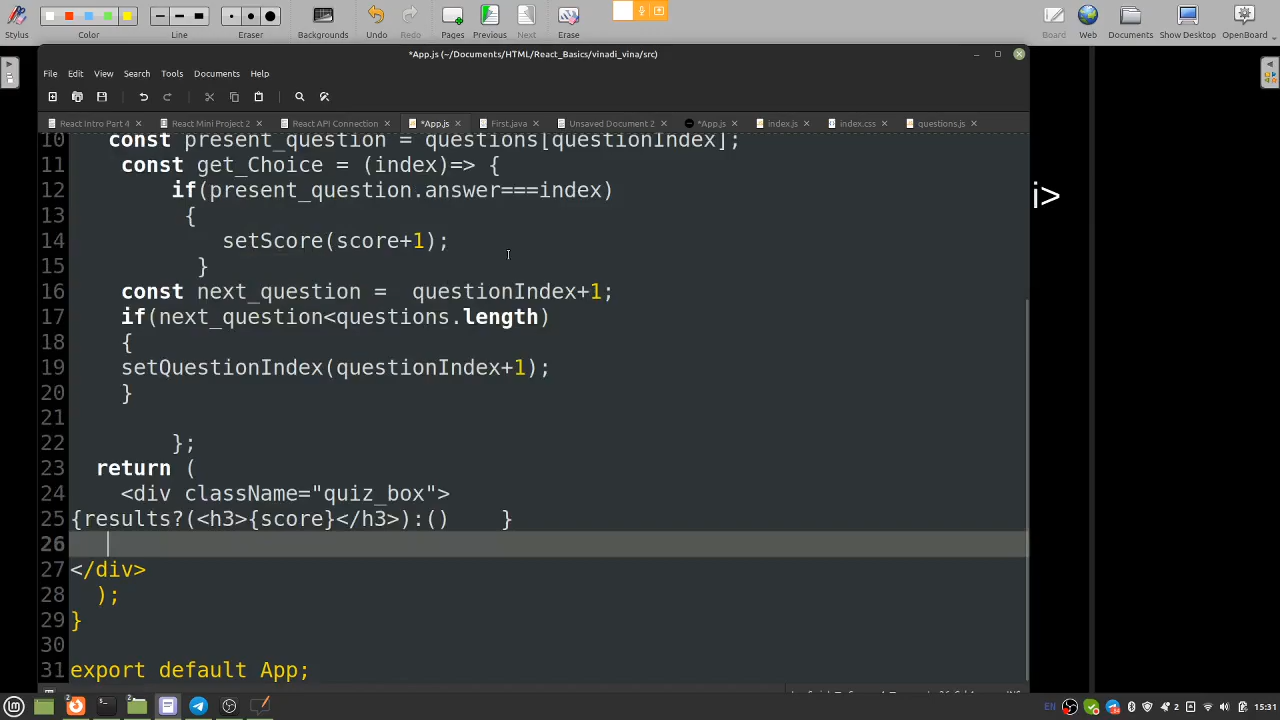 Stylus
Color
Line
Eraser
Backgrounds
Undo
Redo
Pages
Previous
Next
Erase
Board
Web
Documents
Show Desktop
OpenBoard
*App.js (~/Documents/HTML/React_Basics/vinadi_vina/src)
File Edit View Search Tools Documents Help
React Intro Part 4 × React Mini Project 2 × React API Connection × *App.js × First.java × Unsaved Document 2 × *App.js × index.js × index.css × questions.js ×
10 const present_question = questions[questionIndex];
11 const get_Choice = (index)=> {
12 if(present_question.answer===index)
13 {
14 setScore(score+1);
15 }
16 const next_question =  questionIndex+1;
17 if(next_question<questions.length)
18 {
19 setQuestionIndex(questionIndex+1);
20 }
21
22 };
23 return (
24 <div className="quiz_box">
25 {results?(<h3>{score}</h3>):()    }
26
27 </div>
28 );
29 }
30
31 export default App;
i>
EN
15:31